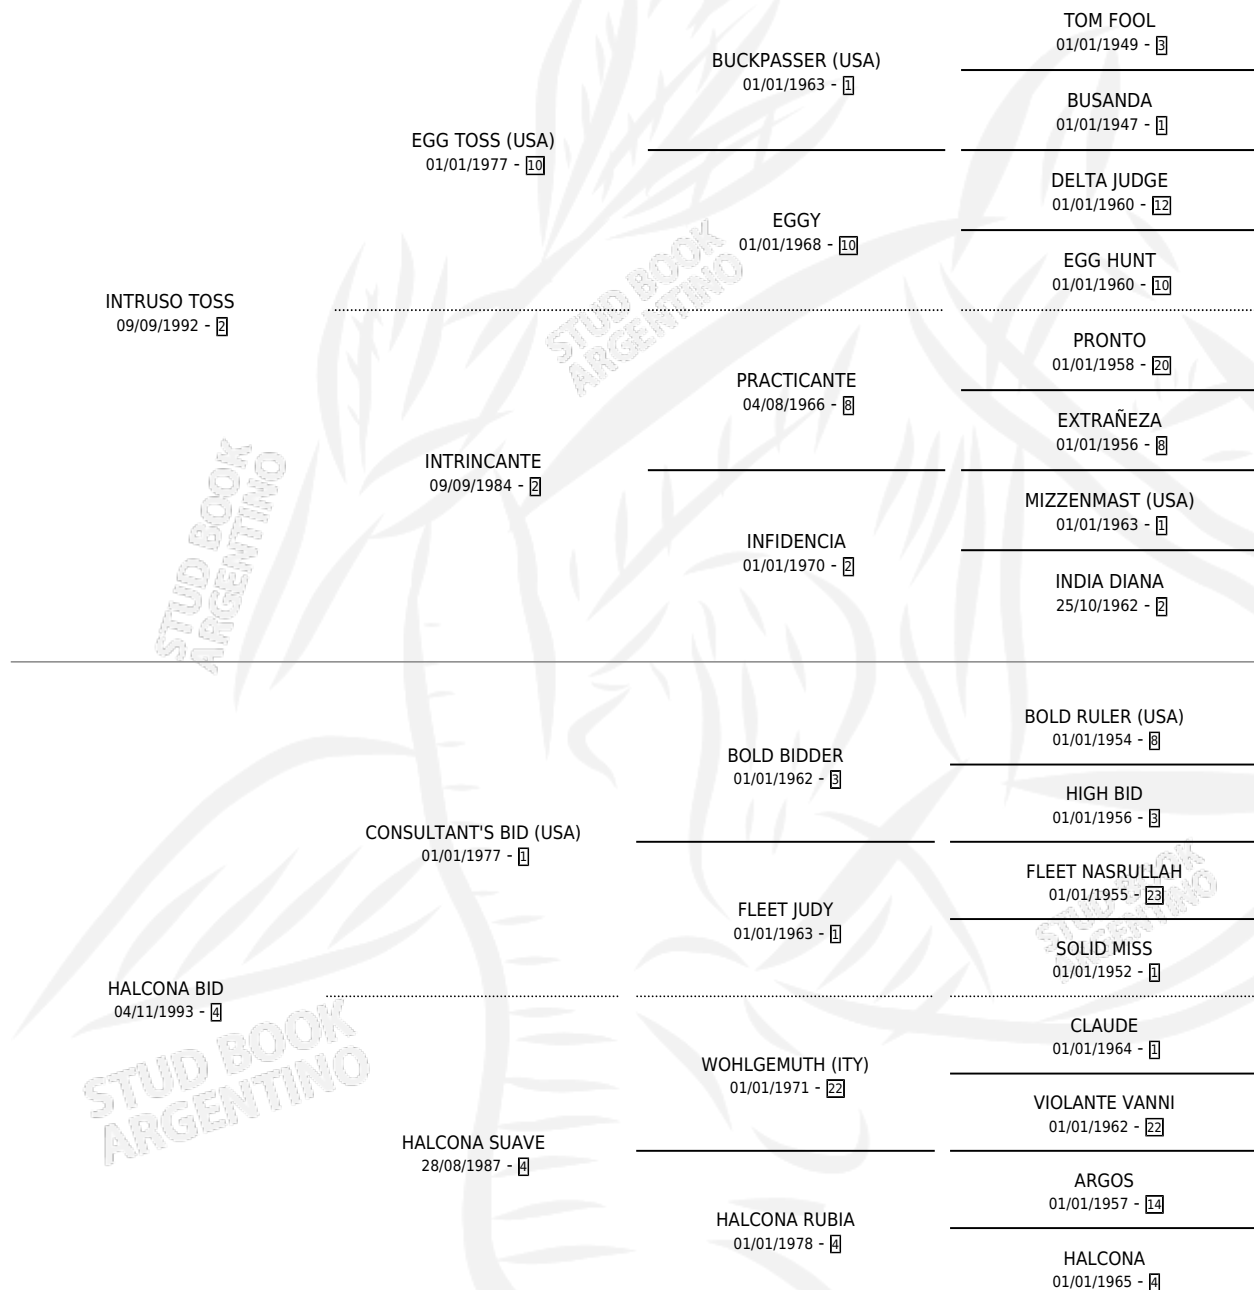 TOM FOOL
01/01/1949 - 3
BUCKPASSER (USA)
01/01/1963 - 1
BUSANDA
01/01/1947 - 1
EGG TOSS (USA)
01/01/1977 - 10
DELTA JUDGE
01/01/1960 - 12
EGGY
01/01/1968 - 10
EGG HUNT
01/01/1960 - 10
INTRUSO TOSS
09/09/1992 - 2
PRONTO
01/01/1958 - 20
PRACTICANTE
04/08/1966 - 8
EXTRAÑEZA
01/01/1956 - 8
INTRINCANTE
09/09/1984 - 2
MIZZENMAST (USA)
01/01/1963 - 1
INFIDENCIA
01/01/1970 - 2
INDIA DIANA
25/10/1962 - 2
BOLD RULER (USA)
01/01/1954 - 8
BOLD BIDDER
01/01/1962 - 3
HIGH BID
01/01/1956 - 3
CONSULTANT'S BID (USA)
01/01/1977 - 1
FLEET NASRULLAH
01/01/1955 - 23
FLEET JUDY
01/01/1963 - 1
SOLID MISS
01/01/1952 - 1
HALCONA BID
04/11/1993 - 4
CLAUDE
01/01/1964 - 1
WOHLGEMUTH (ITY)
01/01/1971 - 22
VIOLANTE VANNI
01/01/1962 - 22
HALCONA SUAVE
28/08/1987 - 4
ARGOS
01/01/1957 - 14
HALCONA RUBIA
01/01/1978 - 4
HALCONA
01/01/1965 - 4
STUD BOOK
ARGENTINO
STUD BOOK
ARGENTINO
STUD BOOK
ARGENTINO
STUD BOOK
ARGENTINO